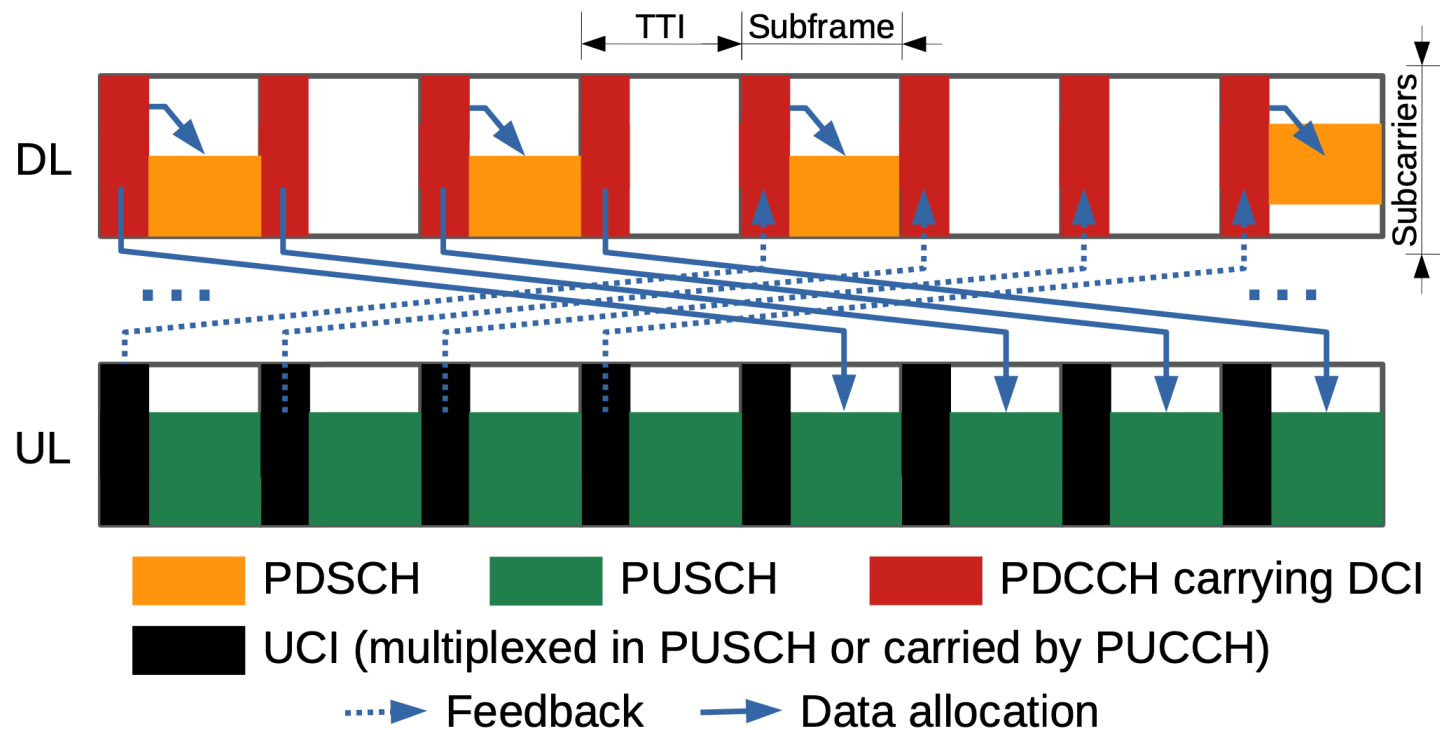 TTI
Subframe
DL
Subcarriers
UL
PDSCH
PUSCH
PDCCH carrying DCI
UCI (multiplexed in PUSCH or carried by PUCCH)
Feedback
Data allocation